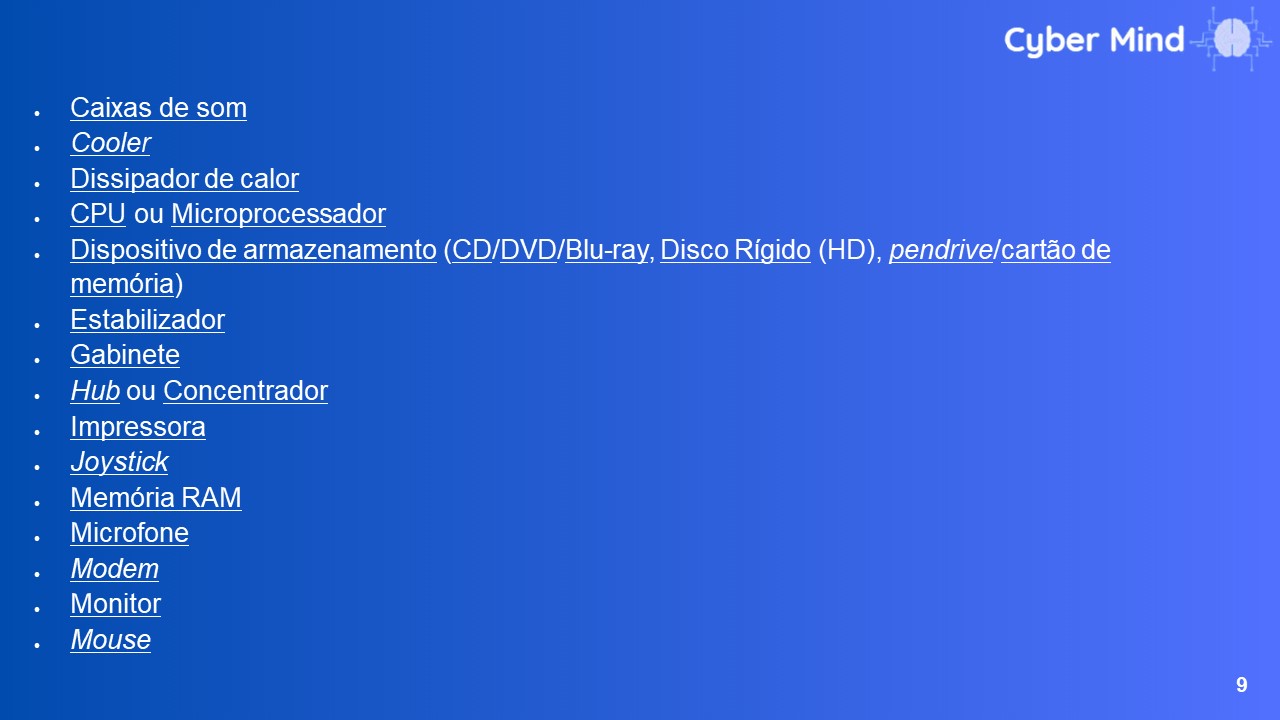 Cyber Mind
• Caixas de som
• Cooler
• Dissipador de calor
• CPU ou Microprocessador
• Dispositivo de armazenamento (CD/DVD/Blu-ray, Disco Rígido (HD), pendrive/cartão de
memória)
• Estabilizador
• Gabinete
• Hub ou Concentrador
• Impressora
• Joystick
• Memória RAM
• Microfone
• Modem
• Monitor
• Mouse
9